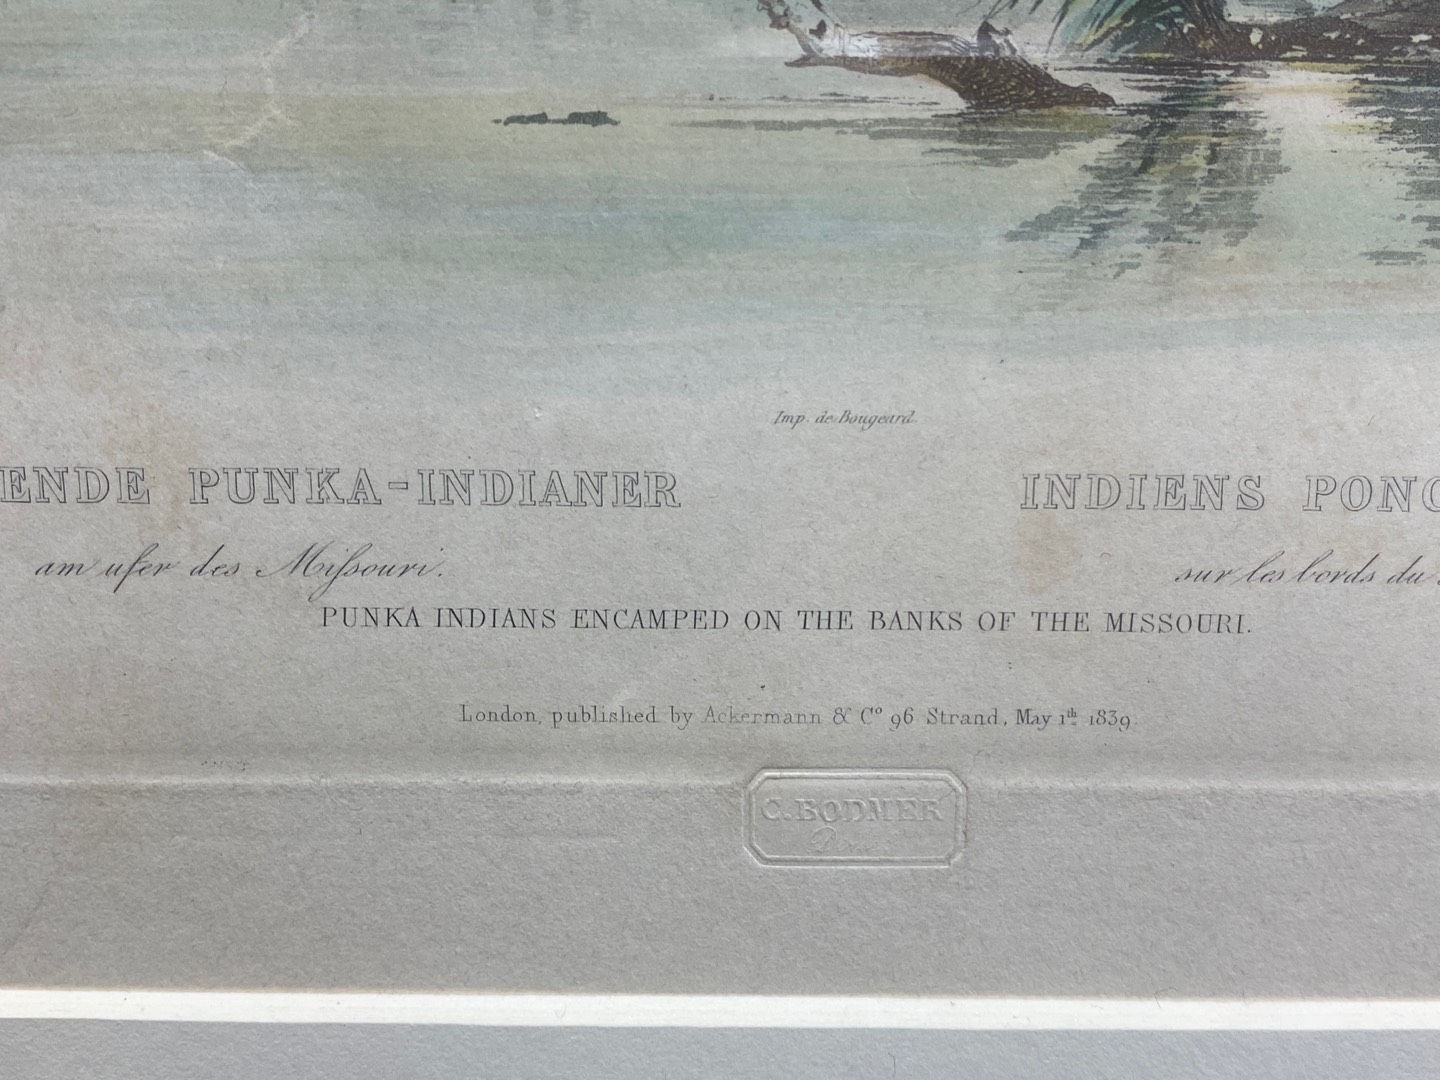 Imp. de Bougeard
ENDE PUNKA-INDIANER
INDIENS PONC
am ufer des Mißouri.
sur les bords du
PUNKA INDIANS ENCAMPED ON THE BANKS OF THE MISSOURI.
London, published by Ackermann & Cº 96 Strand, May 1th 1839.
C. BODMER